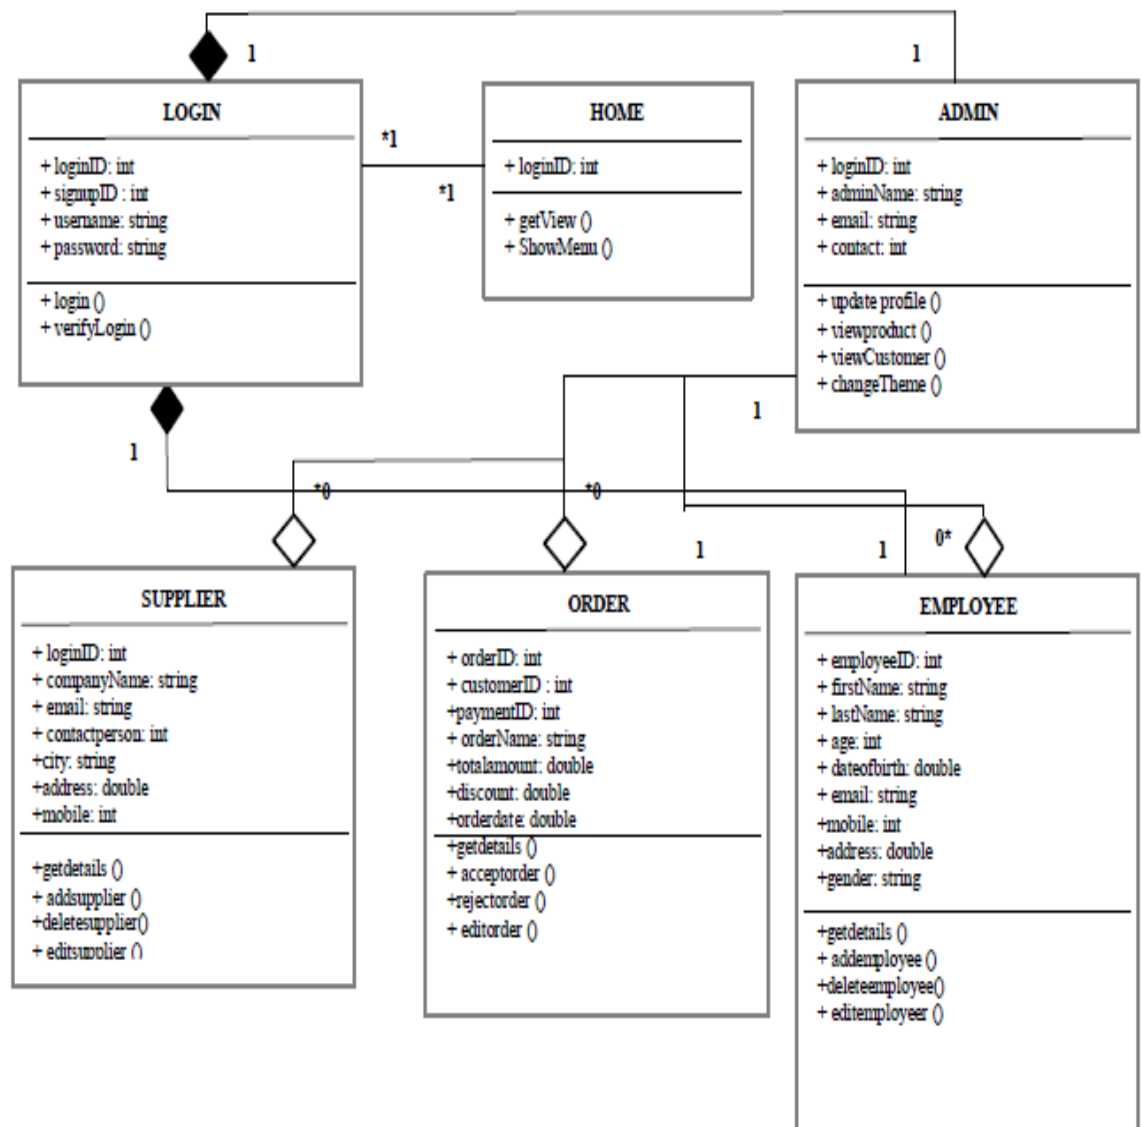 1
1
LOGIN
+ loginID: int
+ signupID : int
+ username: string
+ password: string
+ login ()
+ verifyLogin ()
*1
*1
HOME
+ loginID: int
+ getView ()
+ ShowMenu ()
ADMIN
+ loginID: int
+ adminName: string
+ email: string
+ contact: int
+ update profile ()
+ viewproduct ()
+ viewCustomer ()
+ changeTheme ()
1
1
*0
*0
1
1
0*
SUPPLIER
+ loginID: int
+ companyName: string
+ email: string
+ contactperson: int
+city: string
+address: double
+mobile: int
+getdetails ()
+ addsupplier ()
+deletesupplier()
+ editsupplier ()
ORDER
+ orderID: int
+ customerID : int
+paymentID: int
+ orderName: string
+totalamount: double
+discount: double
+orderdate: double
+getdetails ()
+ acceptorder ()
+rejectorder ()
+ editorder ()
EMPLOYEE
+ employeeID: int
+ firstName: string
+ lastName: string
+ age: int
+ dateofbirth: double
+ email: string
+mobile: int
+address: double
+gender: string
+getdetails ()
+ addemployee ()
+deleteemployee()
+ editemployeer ()